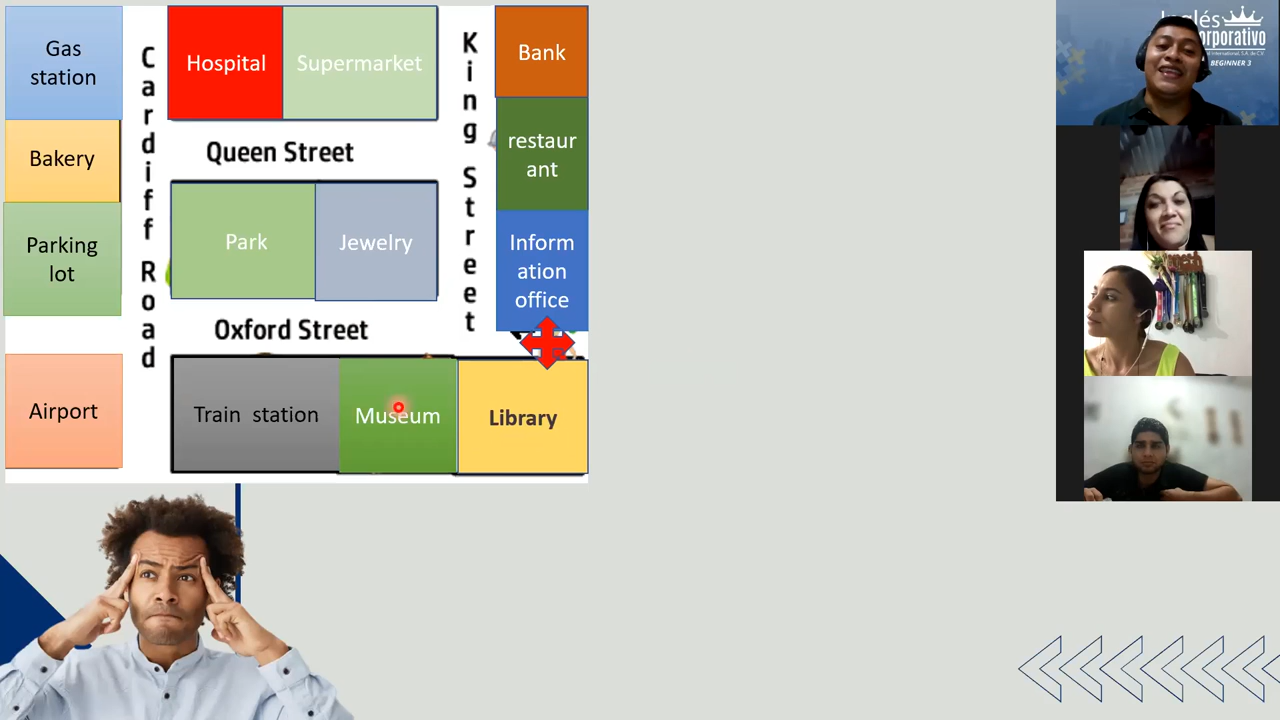 Gas
station
Bakery
Parking
lot
Airport
Cardiff Road
Hospital
Supermarket
Queen Street
Park
Jewelry
Oxford Street
Train station
Museum
Library
King Street
Bank
restaur
ant
Inform
ation
office
Inglés
BEGINNER 3